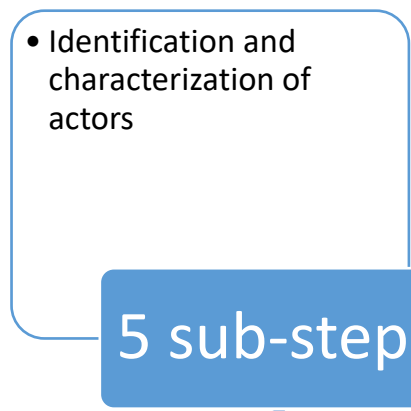 • Identification and
characterization of
actors
5 sub-step